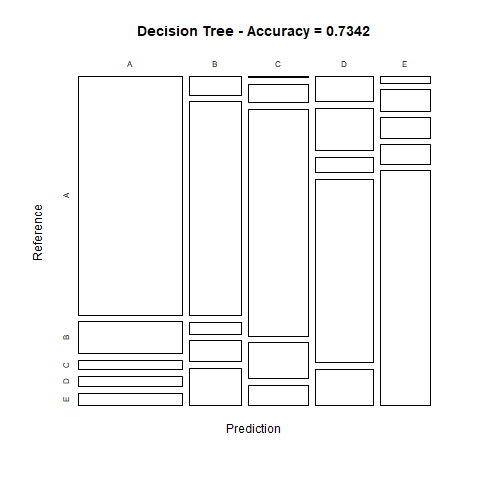 Decision Tree - Accuracy = 0.7342
A B C D E
Reference
A
B
C
D
E
Prediction